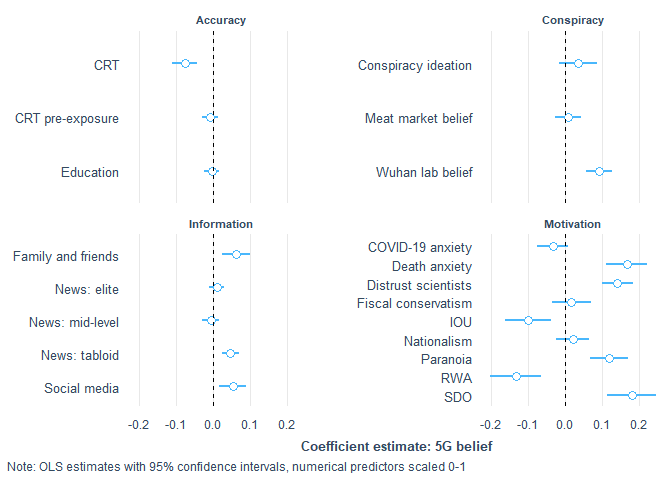 Accuracy
CRT
CRT pre-exposure
Education
Conspiracy
Conspiracy ideation
Meat market belief
Wuhan lab belief
Information
Family and friends
News: elite
News: mid-level
News: tabloid
Social media
-0.2 -0.1 0.0 0.1 0.2
Motivation
COVID-19 anxiety
Death anxiety
Distrust scientists
Fiscal conservatism
IOU
Nationalism
Paranoia
RWA
SDO
-0.2 -0.1 0.0 0.1 0.2
Coefficient estimate: 5G belief
Note: OLS estimates with 95% confidence intervals, numerical predictors scaled 0-1